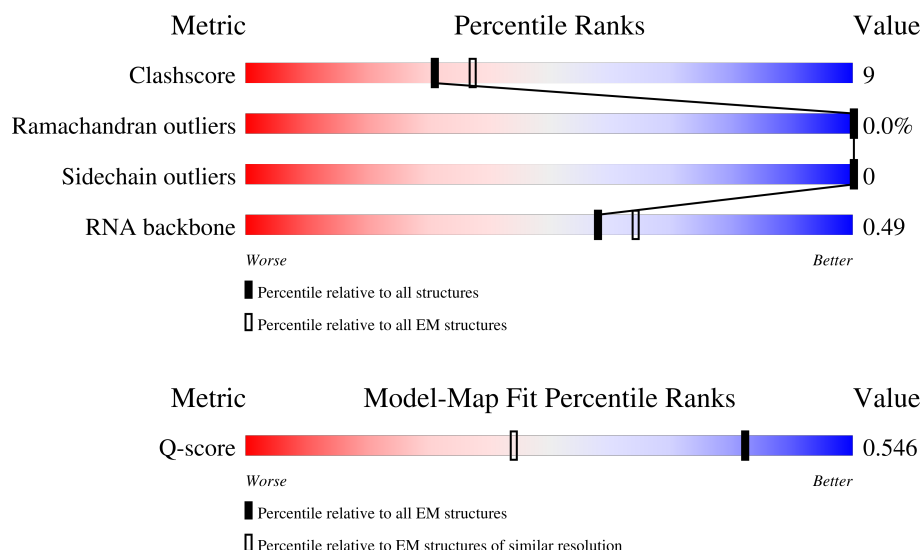 Metric Percentile Ranks Value
Clashscore 9
Ramachandran outliers 0.0%
Sidechain outliers 0
RNA backbone 0.49
Worse Better
Percentile relative to all structures
Percentile relative to all EM structures
Metric Model-Map Fit Percentile Ranks Value
Q-score 0.546
Worse Better
Percentile relative to all EM structures
Percentile relative to EM structures of similar resolution